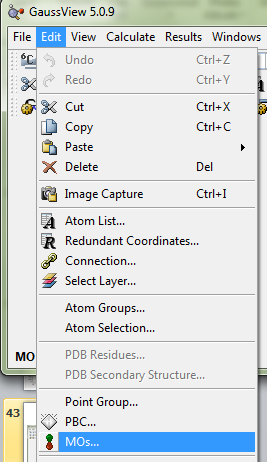 GaussView 5.0.9
File Edit View Calculate Results Windows
Undo Ctrl+Z
Redo Ctrl+Y
Cut Ctrl+X
Copy Ctrl+C
Paste
Delete Del
Image Capture Ctrl+I
Atom List...
Redundant Coordinates...
Connection...
Select Layer...
Atom Groups...
Atom Selection...
MO
PDB Residues...
PDB Secondary Structure...
Point Group...
43 PBC...
MOs...